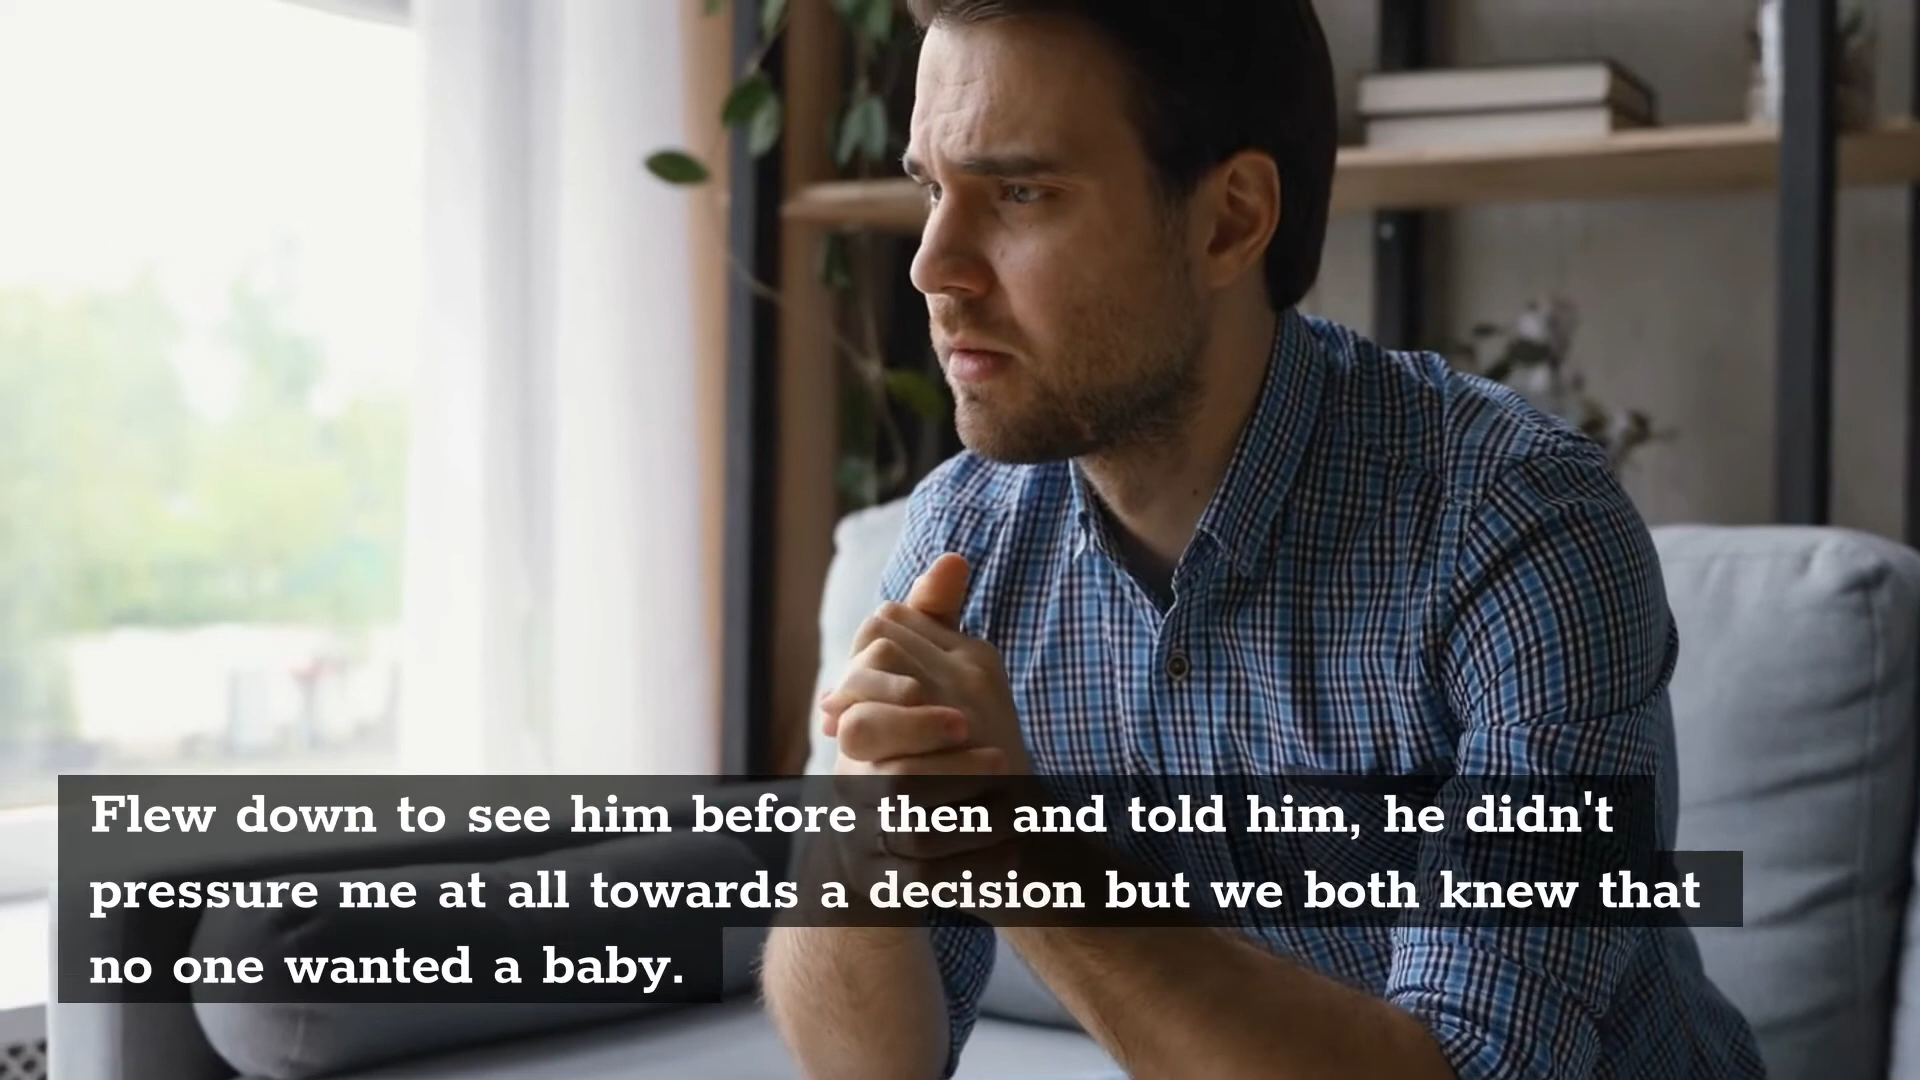 Flew down to see him before then and told him, he didn't
pressure me at all towards a decision but we both knew that
no one wanted a baby.